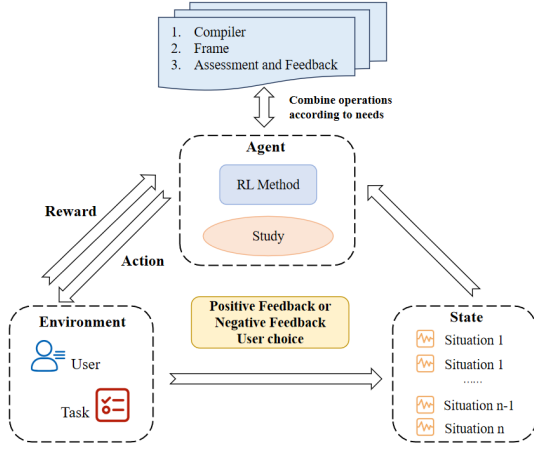 1. Compiler
2. Frame
3. Assessment and Feedback
Combine operations
according to needs
Agent
RL Method
Study
Reward
Action
Positive Feedback or
Negative Feedback
User choice
Environment
User
Task
State
Situation 1
Situation 1
......
Situation n-1
Situation n